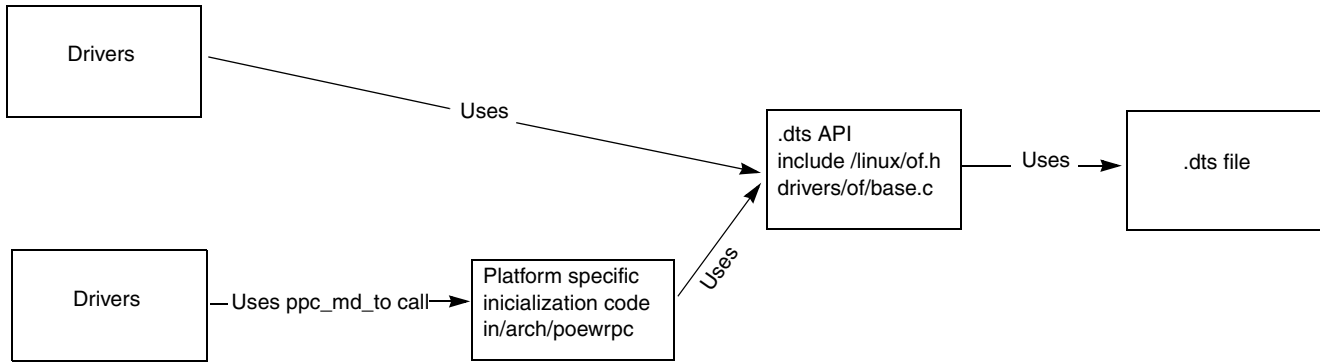 Drivers
Uses
.dts API
include /linux/of.h
drivers/of/base.c
Uses
.dts file
Drivers
Uses ppc_md_to call
Platform specific
inicialization code
in/arch/poewrpc
Uses